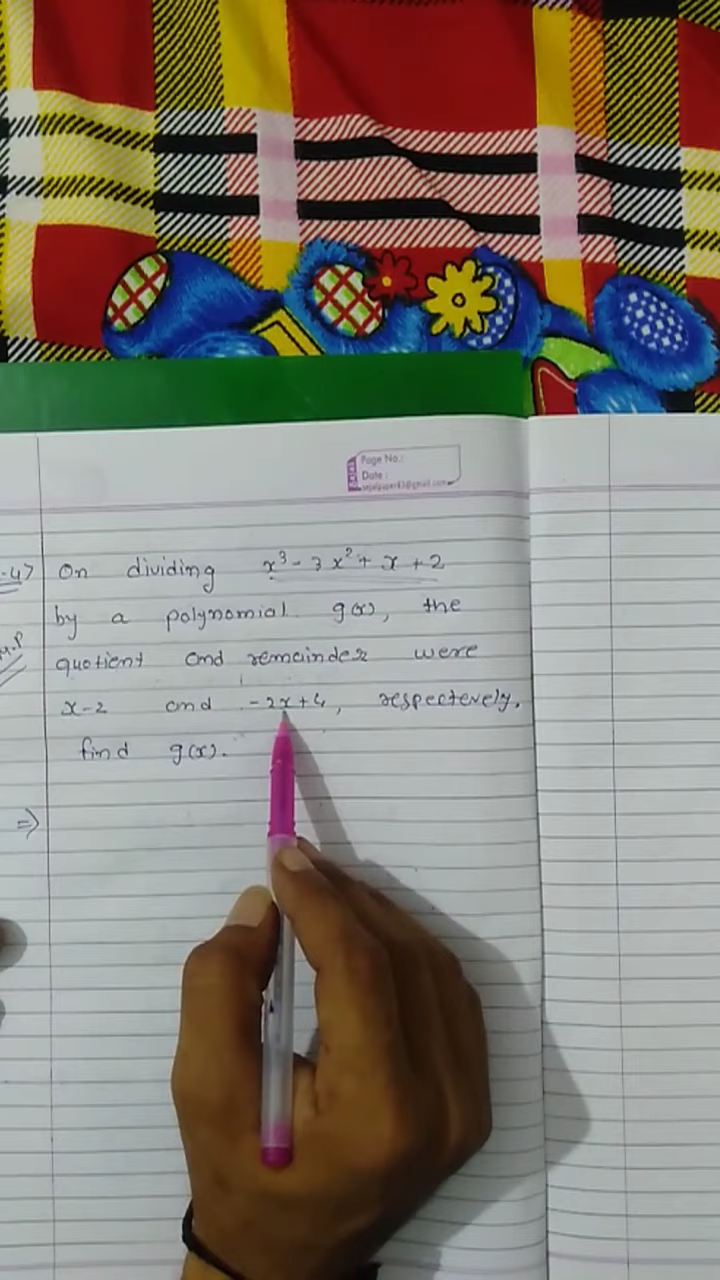 Page No.:
Date:
-4> On dividing x³ - 3x² + x + 2
by a polynomial g(x), the
quotient and remainder were
x-2 and -2x+4, respectevely.
find g(x).
=>